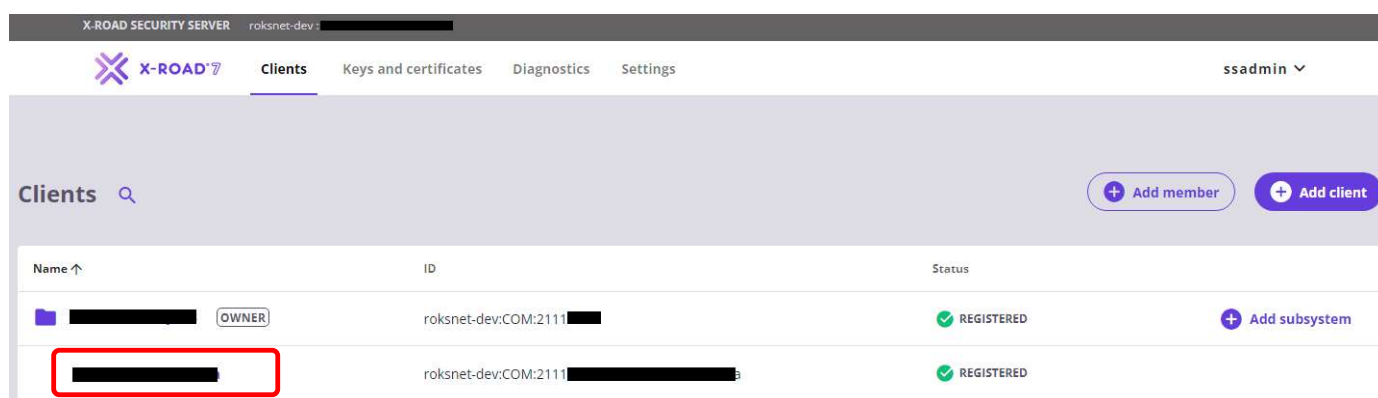 X-ROAD SECURITY SERVER roksnet-dev:
X-ROAD®7 Clients Keys and certificates Diagnostics Settings ssadmin
Clients Add member Add client
Name ID Status
OWNER roksnet-dev:COM:2111 REGISTERED Add subsystem
roksnet-dev:COM:2111 a REGISTERED